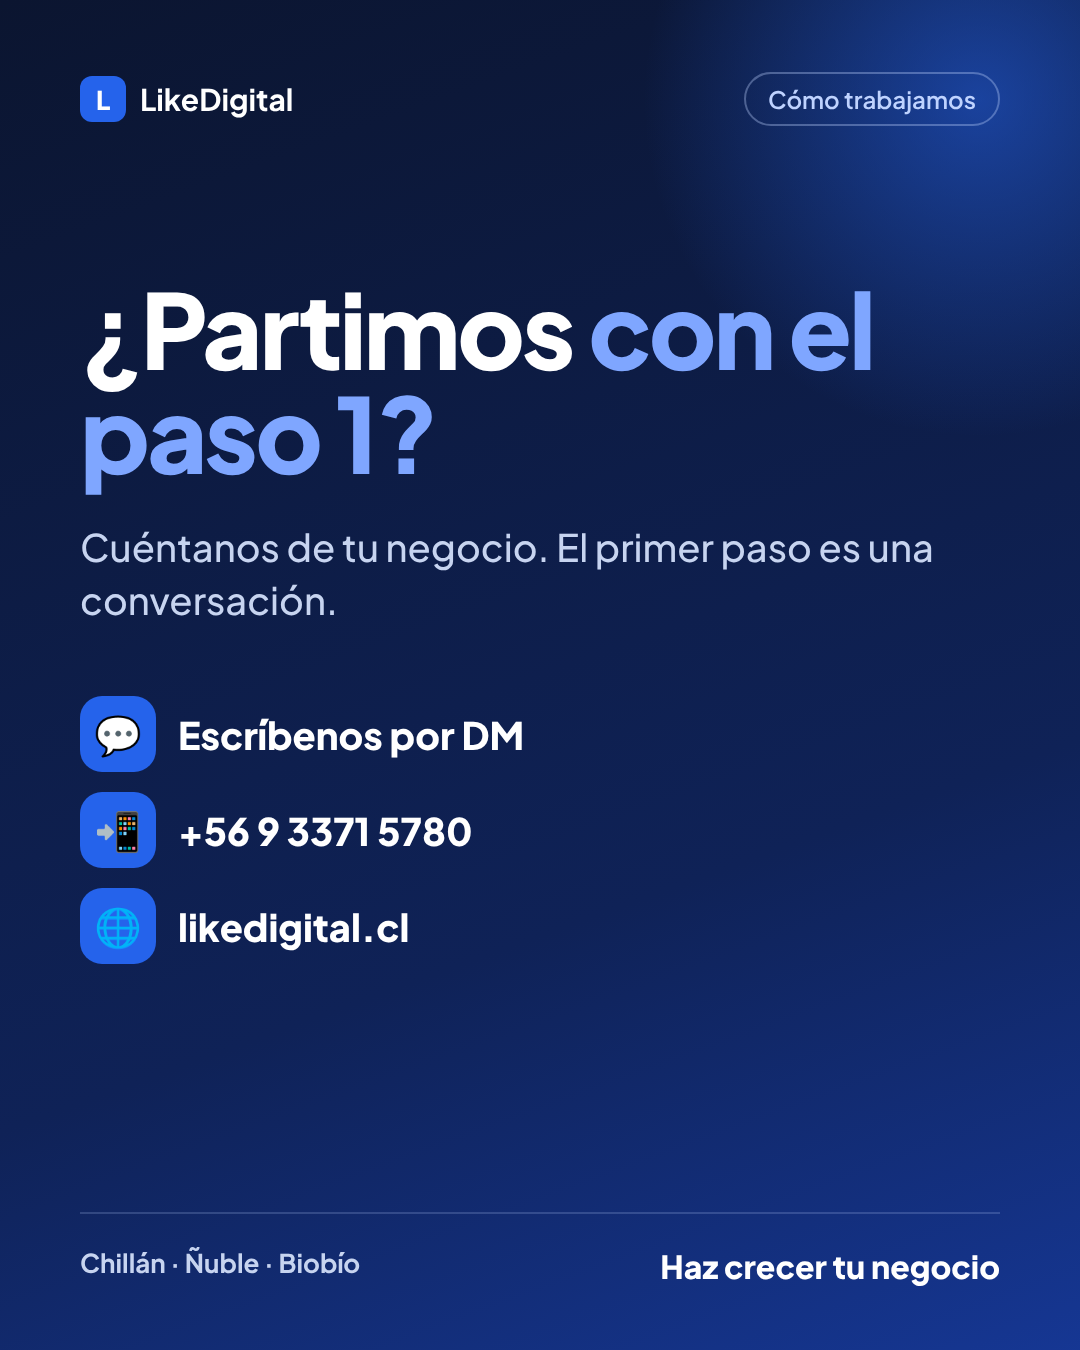 L LikeDigital
Cómo trabajamos
¿Partimos con el
paso 1?
Cuéntanos de tu negocio. El primer paso es una
conversación.
Escríbenos por DM
+56 9 3371 5780
likedigital.cl
Chillán · Ñuble · Biobío
Haz crecer tu negocio